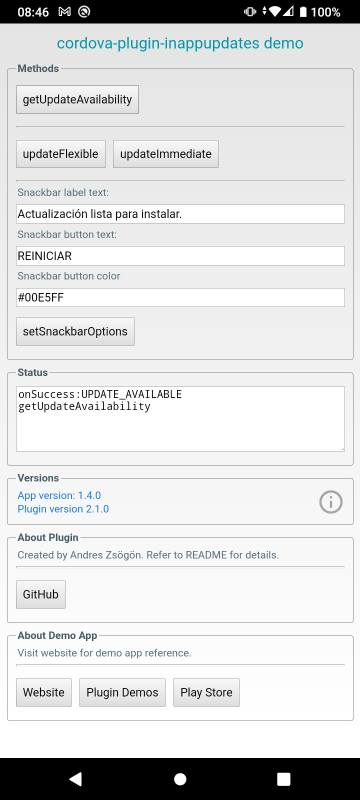 08:46
100%
cordova-plugin-inappupdates demo
Methods
getUpdateAvailability
updateFlexible updateImmediate
Snackbar label text:
Actualización lista para instalar.
Snackbar button text:
REINICIAR
Snackbar button color
#00E5FF
setSnackbarOptions
Status
onSuccess:UPDATE_AVAILABLE
getUpdateAvailability
Versions
App version: 1.4.0
Plugin version 2.1.0
About Plugin
Created by Andres Zsögön. Refer to README for details.
GitHub
About Demo App
Visit website for demo app reference.
Website Plugin Demos Play Store